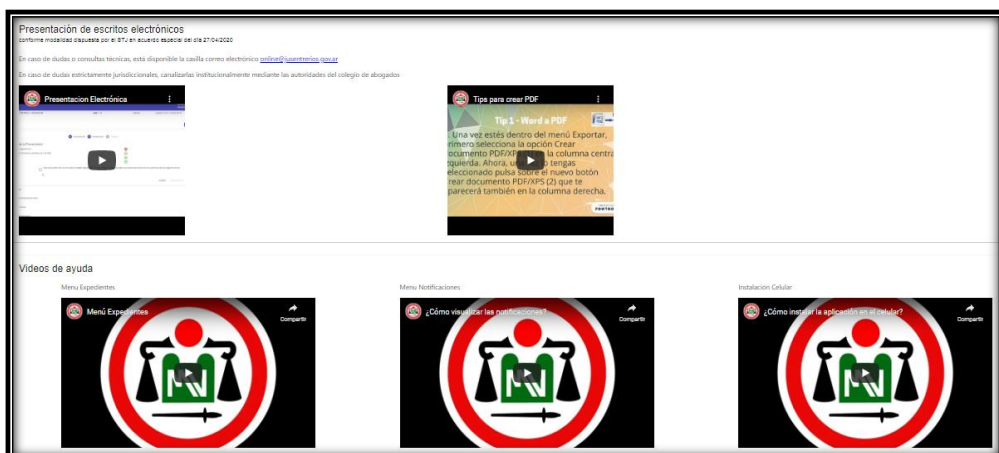 Presentación de escritos electrónicos
conforme modalidad dispuesta por el STJ en acuerdo especial del día 27/04/2020
En caso de dudas o consultas técnicas, está disponible la casilla correo electrónico online@jusentrerios.gov.ar
En caso de dudas estrictamente jurisdiccionales, canalizarlas institucionalmente mediante las autoridades del colegio de abogados
Presentacion Electrónica
Tips para crear PDF
Tip 1 - Word a PDF
Una vez estés dentro del menú Exportar,
rimero selecciona la opción Crear
ocumento PDF/XPS en la columna centra
quierda. Ahora, tengas
eleccionado pulsa sobre el nuevo botón
rear documento PDF/XPS (2) que te
parecerá también en la columna derecha.
Videos de ayuda
Menu Expedientes
Menu Notificaciones
Instalación Celular
Menú Expedientes
Compartir
¿Cómo visualizar las notificaciones?
Compartir
¿Cómo instalar la aplicación en el celular?
Compartir